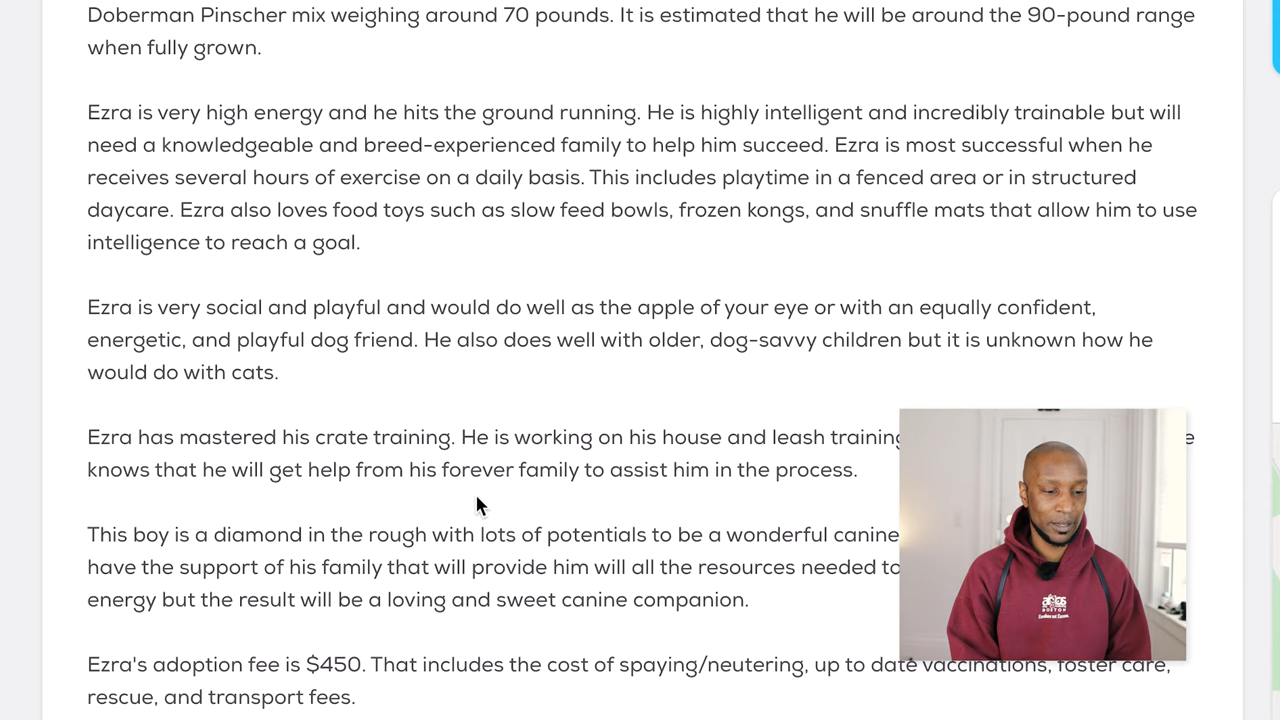 Doberman Pinscher mix weighing around 70 pounds. It is estimated that he will be around the 90-pound range
when fully grown.
Ezra is very high energy and he hits the ground running. He is highly intelligent and incredibly trainable but will
need a knowledgeable and breed-experienced family to help him succeed. Ezra is most successful when he
receives several hours of exercise on a daily basis. This includes playtime in a fenced area or in structured
daycare. Ezra also loves food toys such as slow feed bowls, frozen kongs, and snuffle mats that allow him to use
intelligence to reach a goal.
Ezra is very social and playful and would do well as the apple of your eye or with an equally confident,
energetic, and playful dog friend. He also does well with older, dog-savvy children but it is unknown how he
would do with cats.
Ezra has mastered his crate training. He is working on his house and leash training
knows that he will get help from his forever family to assist him in the process.
This boy is a diamond in the rough with lots of potentials to be a wonderful canine
have the support of his family that will provide him will all the resources needed to
energy but the result will be a loving and sweet canine companion.
BOSTON
Ezra's adoption fee is $450. That includes the cost of spaying/neutering, up to date vaccinations, foster care,
rescue, and transport fees.